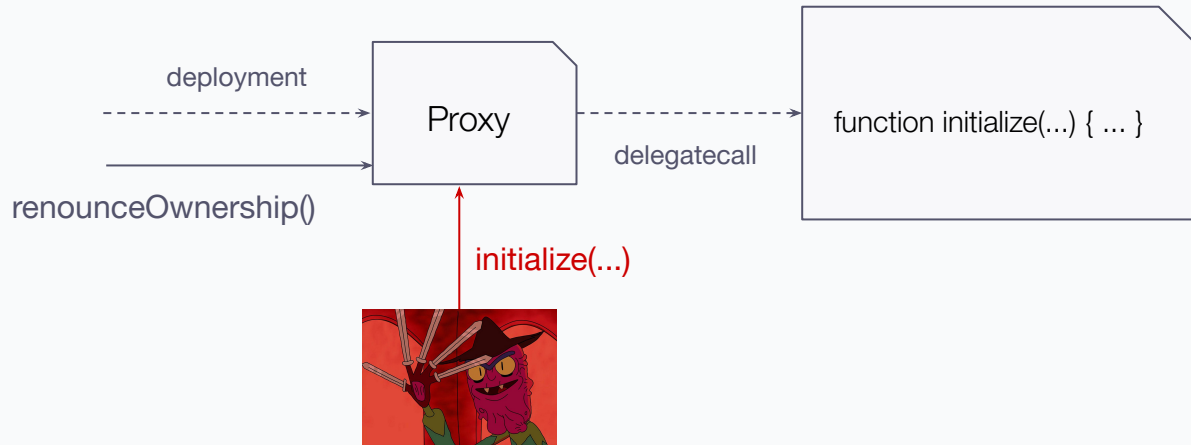 deployment
Proxy
function initialize(...) { ... }
delegatecall
renounceOwnership()
initialize(...)